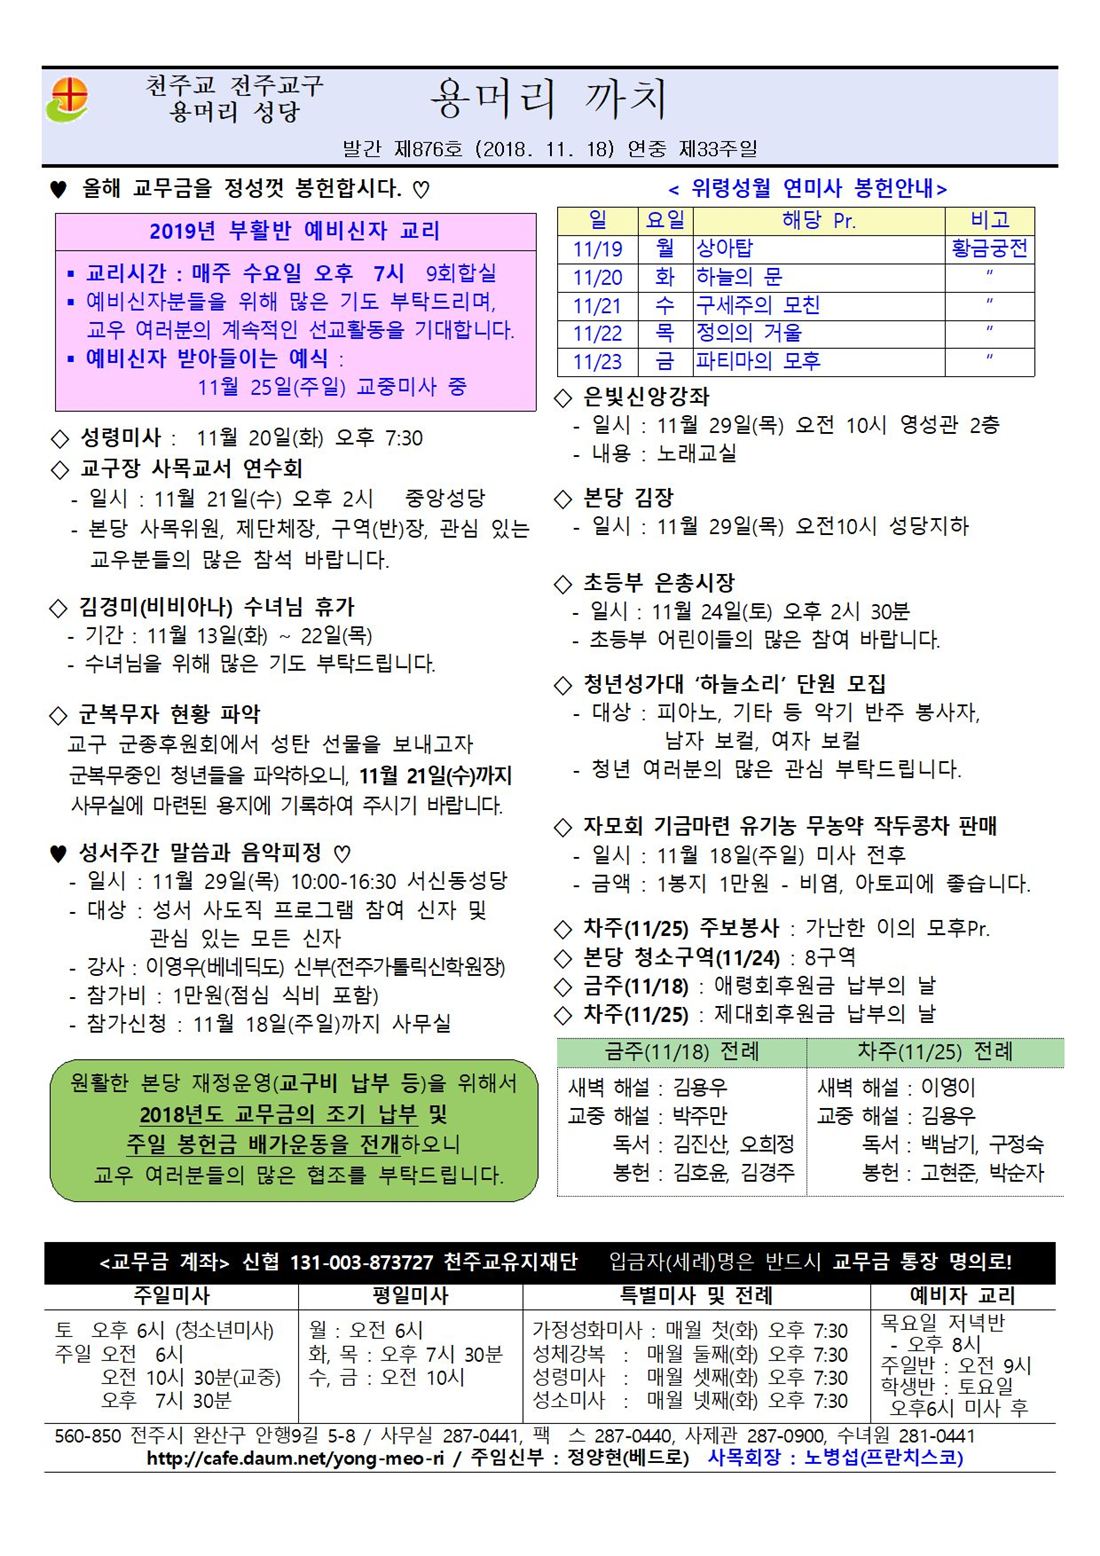 천주교 전주교구
용머리 성당
용머리 까치
발간 제876호 (2018. 11. 18) 연중 제33주일
♥ 올해 교무금을 정성껏 봉헌합시다. ♡
2019년 부활반 예비신자 교리
▪ 교리시간 : 매주 수요일 오후 7시 9회합실
▪ 예비신자분들을 위해 많은 기도 부탁드리며,
교우 여러분의 계속적인 선교활동을 기대합니다.
▪ 예비신자 받아들이는 예식 :
11월 25일(주일) 교중미사 중
◇ 성령미사 : 11월 20일(화) 오후 7:30
◇ 교구장 사목교서 연수회
- 일시 : 11월 21일(수) 오후 2시 중앙성당
- 본당 사목위원, 제단체장, 구역(반)장, 관심 있는
교우분들의 많은 참석 바랍니다.
◇ 김경미(비비아나) 수녀님 휴가
- 기간 : 11월 13일(화) ~ 22일(목)
- 수녀님을 위해 많은 기도 부탁드립니다.
◇ 군복무자 현황 파악
교구 군종후원회에서 성탄 선물을 보내고자
군복무중인 청년들을 파악하오니, 11월 21일(수)까지
사무실에 마련된 용지에 기록하여 주시기 바랍니다.
♥ 성서주간 말씀과 음악피정 ♡
- 일시 : 11월 29일(목) 10:00-16:30 서신동성당
- 대상 : 성서 사도직 프로그램 참여 신자 및
관심 있는 모든 신자
- 강사 : 이영우(베네딕도) 신부(전주가톨릭신학원장)
- 참가비 : 1만원(점심 식비 포함)
- 참가신청 : 11월 18일(주일)까지 사무실
원활한 본당 재정운영(교구비 납부 등)을 위해서
2018년도 교무금의 조기 납부 및
주일 봉헌금 배가운동을 전개하오니
교우 여러분들의 많은 협조를 부탁드립니다.
< 위령성월 연미사 봉헌안내>
일 요일 해당 Pr. 비고
11/19 월 상아탑 황금궁전
11/20 화 하늘의 문 〃
11/21 수 구세주의 모친 〃
11/22 목 정의의 거울 〃
11/23 금 파티마의 모후 〃
◇ 은빛신앙강좌
- 일시 : 11월 29일(목) 오전 10시 영성관 2층
- 내용 : 노래교실
◇ 본당 김장
- 일시 : 11월 29일(목) 오전10시 성당지하
◇ 초등부 은총시장
- 일시 : 11월 24일(토) 오후 2시 30분
- 초등부 어린이들의 많은 참여 바랍니다.
◇ 청년성가대 ‘하늘소리’ 단원 모집
- 대상 : 피아노, 기타 등 악기 반주 봉사자,
남자 보컬, 여자 보컬
- 청년 여러분의 많은 관심 부탁드립니다.
◇ 자모회 기금마련 유기농 무농약 작두콩차 판매
- 일시 : 11월 18일(주일) 미사 전후
- 금액 : 1봉지 1만원 - 비염, 아토피에 좋습니다.
◇ 차주(11/25) 주보봉사 : 가난한 이의 모후Pr.
◇ 본당 청소구역(11/24) : 8구역
◇ 금주(11/18) : 애령회후원금 납부의 날
◇ 차주(11/25) : 제대회후원금 납부의 날
금주(11/18) 전례 차주(11/25) 전례
새벽 해설 : 김용우 새벽 해설 : 이영이
교중 해설 : 박주만 교중 해설 : 김용우
독서 : 김진산, 오희정 독서 : 백남기, 구정숙
봉헌 : 김호윤, 김경주 봉헌 : 고현준, 박순자
<교무금 계좌> 신협 131-003-873727 천주교유지재단 입금자(세례)명은 반드시 교무금 통장 명의로!
주일미사 평일미사 특별미사 및 전례 예비자 교리
토 오후 6시 (청소년미사)
주일 오전 6시
오전 10시 30분(교중)
오후 7시 30분
월 : 오전 6시
화, 목 : 오후 7시 30분
수, 금 : 오전 10시
가정성화미사 : 매월 첫(화) 오후 7:30
성체강복 : 매월 둘째(화) 오후 7:30
성령미사 : 매월 셋째(화) 오후 7:30
성소미사 : 매월 넷째(화) 오후 7:30
목요일 저녁반
- 오후 8시
주일반 : 오전 9시
학생반 : 토요일
오후6시 미사 후
560-850 전주시 완산구 안행9길 5-8 / 사무실 287-0441, 팩 스 287-0440, 사제관 287-0900, 수녀원 281-0441
http://cafe.daum.net/yong-meo-ri / 주임신부 : 정양현(베드로) 사목회장 : 노병섭(프란치스코)